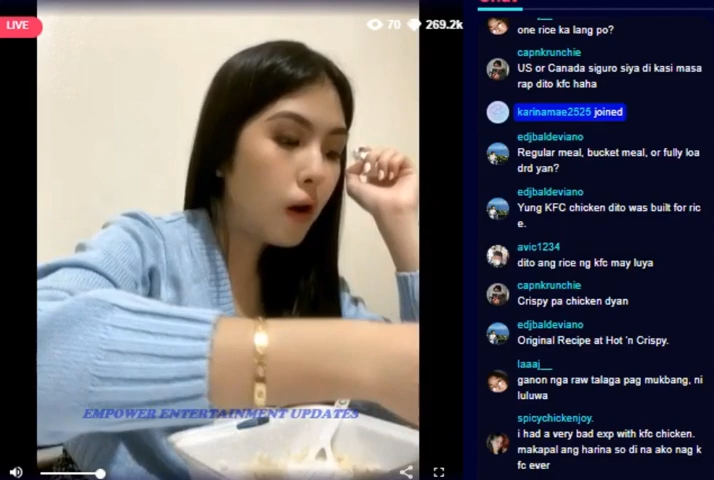 LIVE
70
269.2k
EMPOWER ENTERTAINMENT UPDATES
one rice ka lang po?
capnkrunchie
US or Canada siguro siya di kasi masa
rap dito kfc haha
karinamae2525 joined
edjbaldeviano
Regular meal, bucket meal, or fully loa
drd yan?
edjbaldeviano
Yung KFC chicken dito was built for ric
e.
avic1234
dito ang rice ng kfc may luya
capnkrunchie
Crispy pa chicken dyan
edjbaldeviano
Original Recipe at Hot 'n Crispy.
laaaj__
ganon nga raw talaga pag mukbang, ni
luluwa
spicychickenjoy.
i had a very bad exp with kfc chicken.
makapal ang harina so di na ako nag k
fc ever